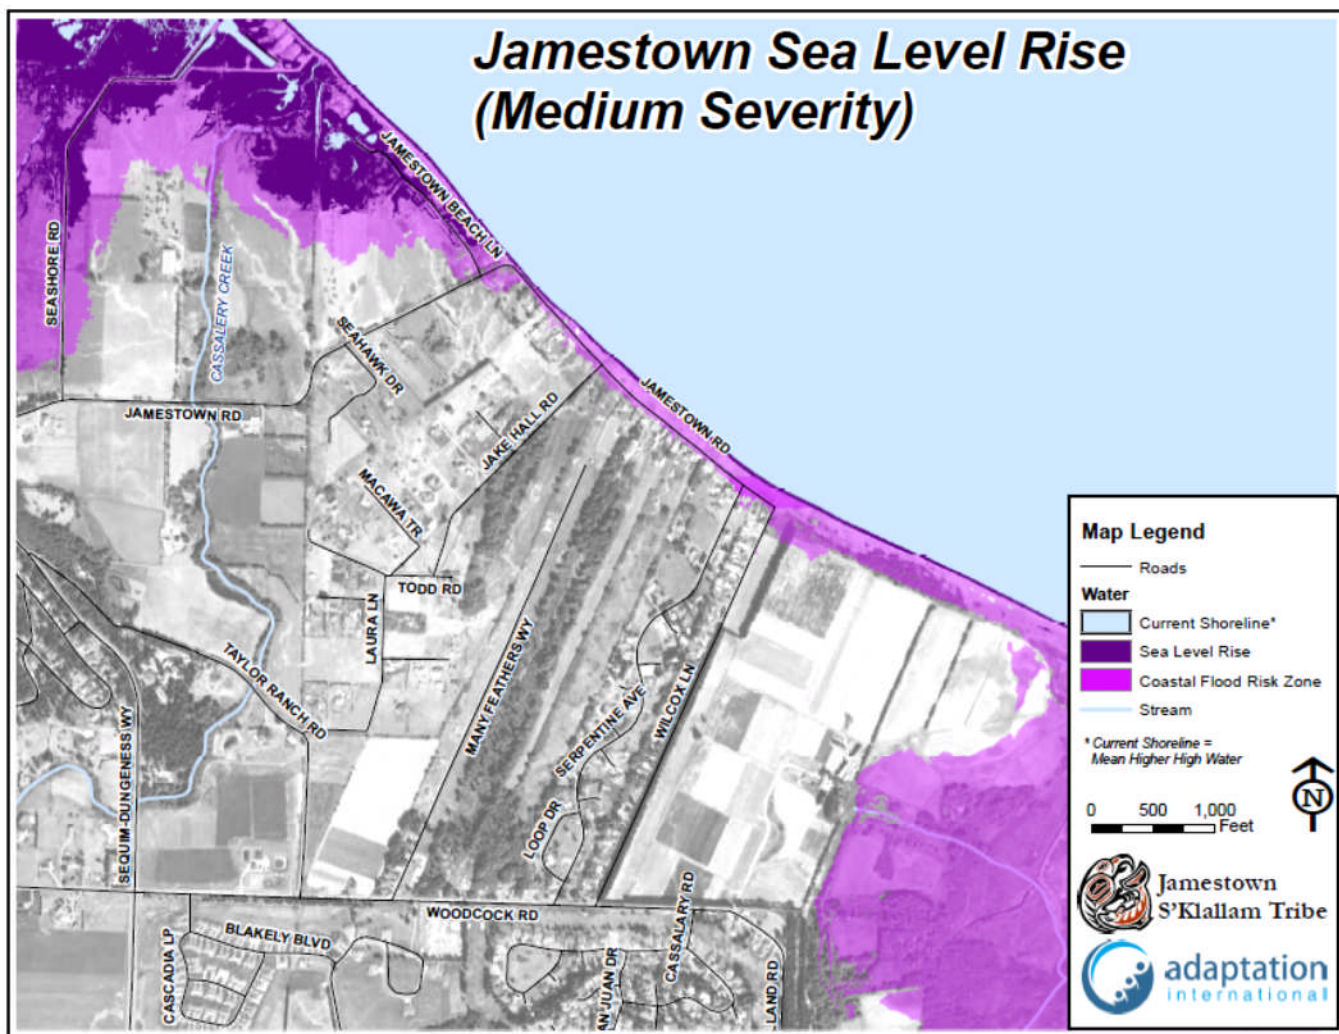 Jamestown Sea Level Rise
(Medium Severity)
JAMESTOWN BEACH LN
SEASHORE RD
CASSALERY CREEK
SEAHAWK DR
JAMESTOWN RD
JAKE HALL RD
JAMESTOWN RD
MACAWA TR
TODD RD
LAURA LN
TAYLOR RANCH RD
MANY FEATHERS WY
SERPENTINE AVE
WILCOX LN
SEQUIM-DUNGENESS WY
LOOP DR
WOODCOCK RD
CASSALARY RD
BLAKELY BLVD
CASCADIA LP
AN JUAN DR
LAND RD
Map Legend
Roads
Water
Current Shoreline*
Sea Level Rise
Coastal Flood Risk Zone
Stream
* Current Shoreline =
Mean Higher High Water
0 500 1,000
Feet
N
Jamestown
S'Klallam Tribe
adaptation
international